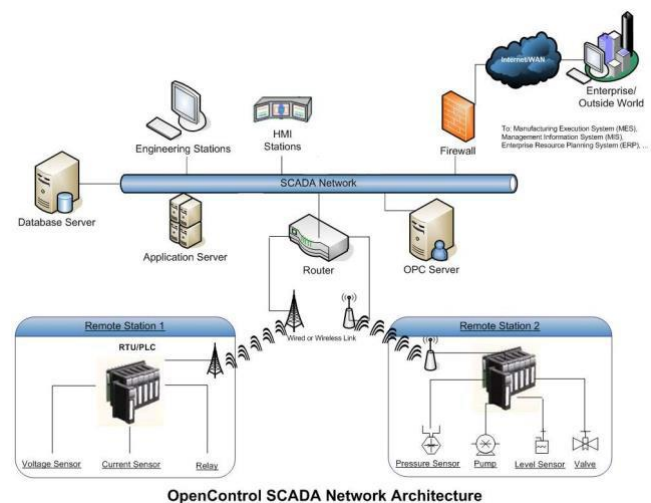 Internet/WAN
Enterprise/
Outside World
To: Manufacturing Execution System (MES),
Management Information System (MIS),
Enterprise Resource Planning System (ERP), ...
Engineering Stations
HMI
Stations
Firewall
SCADA Network
Database Server
Application Server
Router
OPC Server
Wired or Wireless Link
Remote Station 1
RTU/PLC
Voltage Sensor
Current Sensor
Relay
Remote Station 2
Pressure Sensor
Pump
Level Sensor
Valve
OpenControl SCADA Network Architecture